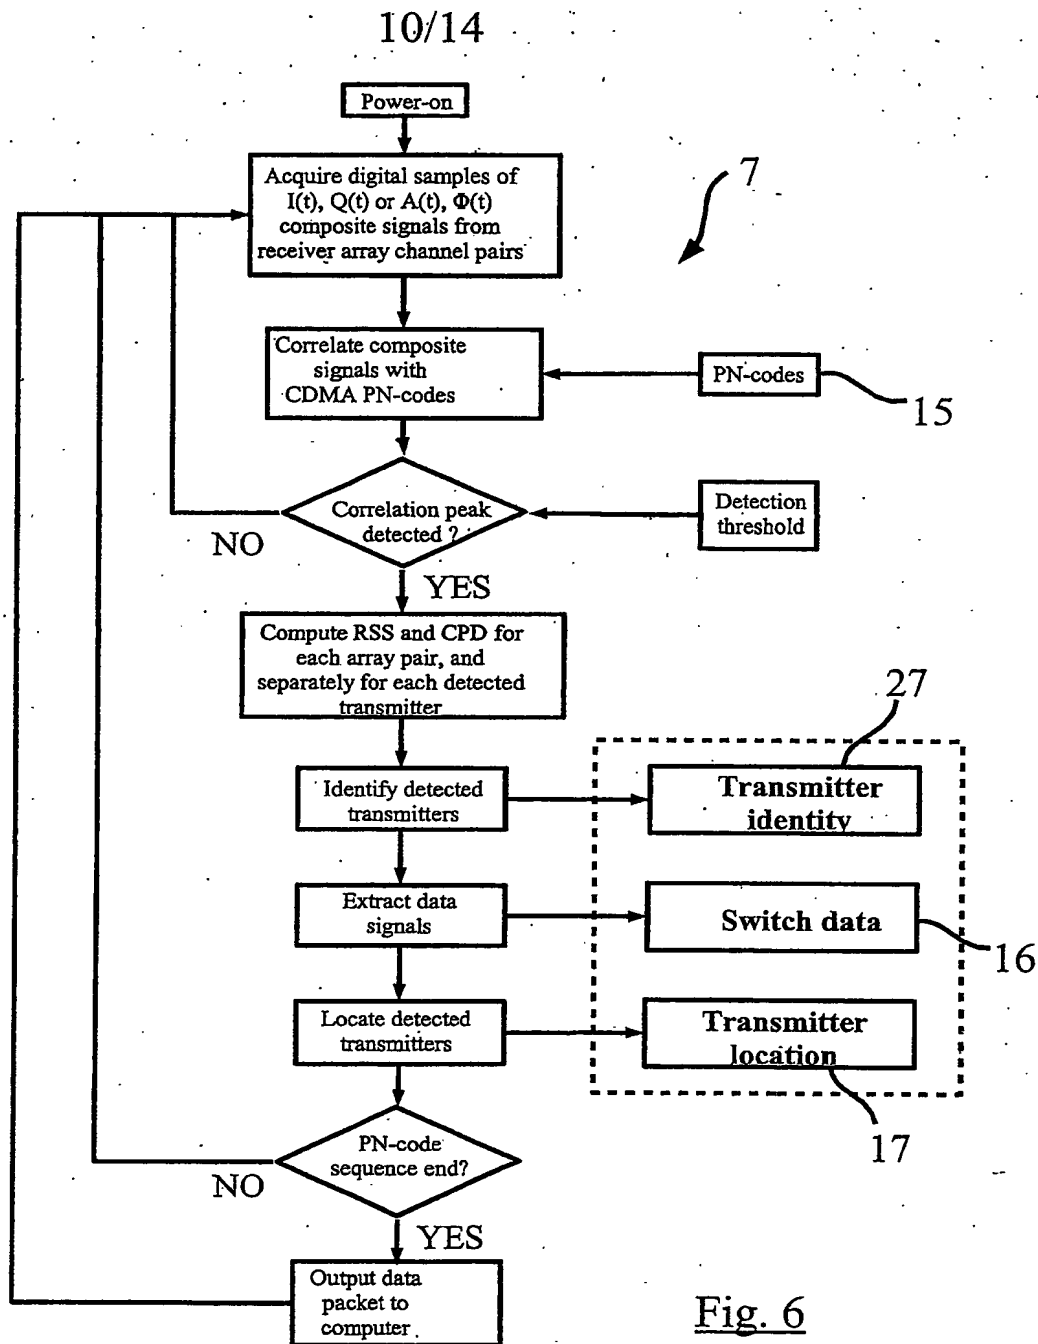 10/14
Power-on
Acquire digital samples of
I(t), Q(t) or A(t), Φ(t)
composite signals from
receiver array channel pairs
7
Correlate composite
signals with
CDMA PN-codes
PN-codes
15
Correlation peak
detected ?
Detection
threshold
NO
YES
Compute RSS and CPD for
each array pair, and
separately for each detected
transmitter
27
Identify detected
transmitters
Transmitter
identity
Extract data
signals
Switch data
16
Locate detected
transmitters
Transmitter
location
17
PN-code
sequence end?
NO
YES
Output data
packet to
computer
Fig. 6